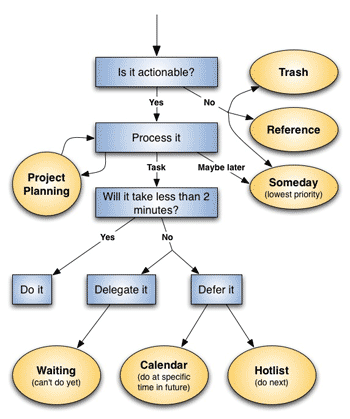 Is it actionable?
Trash
Yes
No
Reference
Process it
Project
Planning
Task
Maybe later
Someday
(lowest priority)
Will it take less than 2
minutes?
Yes
No
Do it
Delegate it
Defer it
Waiting
(can't do yet)
Calendar
(do at specific
time in future)
Hotlist
(do next)